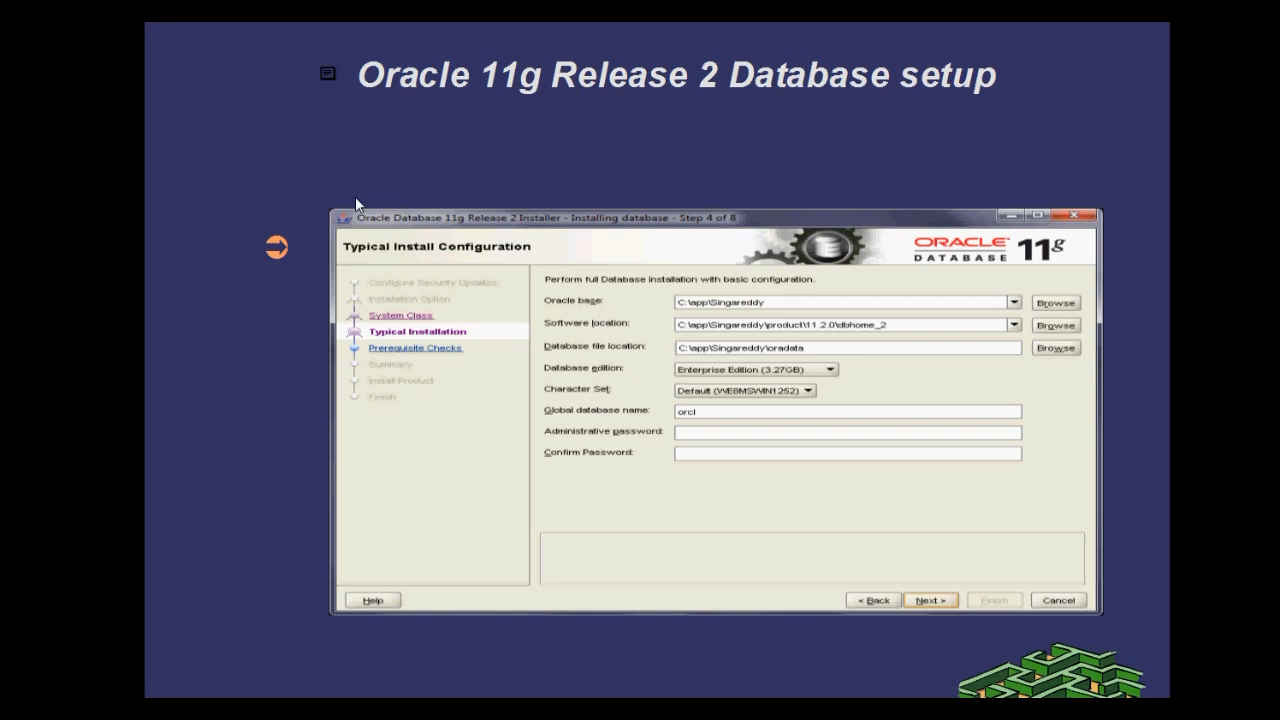 Oracle 11g Release 2 Database setup
Oracle Database 11g Release 2 Installer - Installing database - Step 4 of 8
Typical Install Configuration
ORACLE DATABASE 11g
Configure Security Updates
Installation Option
System Class
Typical Installation
Prerequisite Checks
Summary
Install Product
Finish
Perform full Database installation with basic configuration.
Oracle base: C:\app\Singareddy Browse
Software location: C:\app\Singareddy\product\11.2.0\dbhome_2 Browse
Database file location: C:\app\Singareddy\oradata Browse
Database edition: Enterprise Edition (3.27GB)
Character Set: Default (WE8MSWIN1252)
Global database name: orcl
Administrative password:
Confirm Password:
Help < Back Next > Finish Cancel